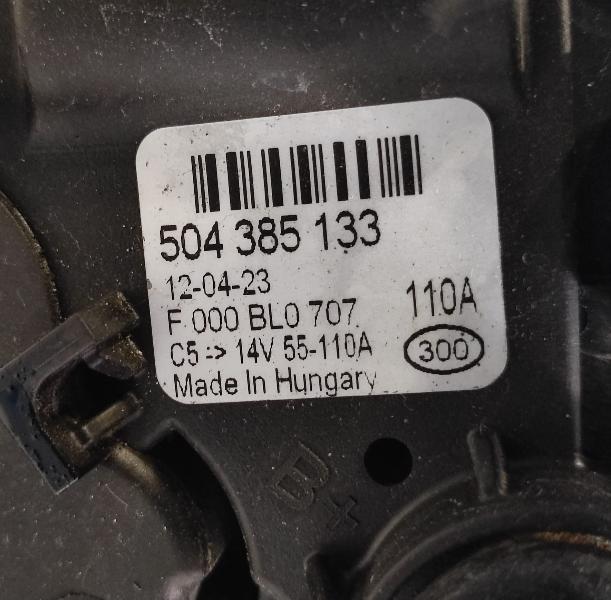 504 385 133
12-04-23
F 000 BL0 707 110A
C5 -> 14V 55-110A 300
Made In Hungary
B+